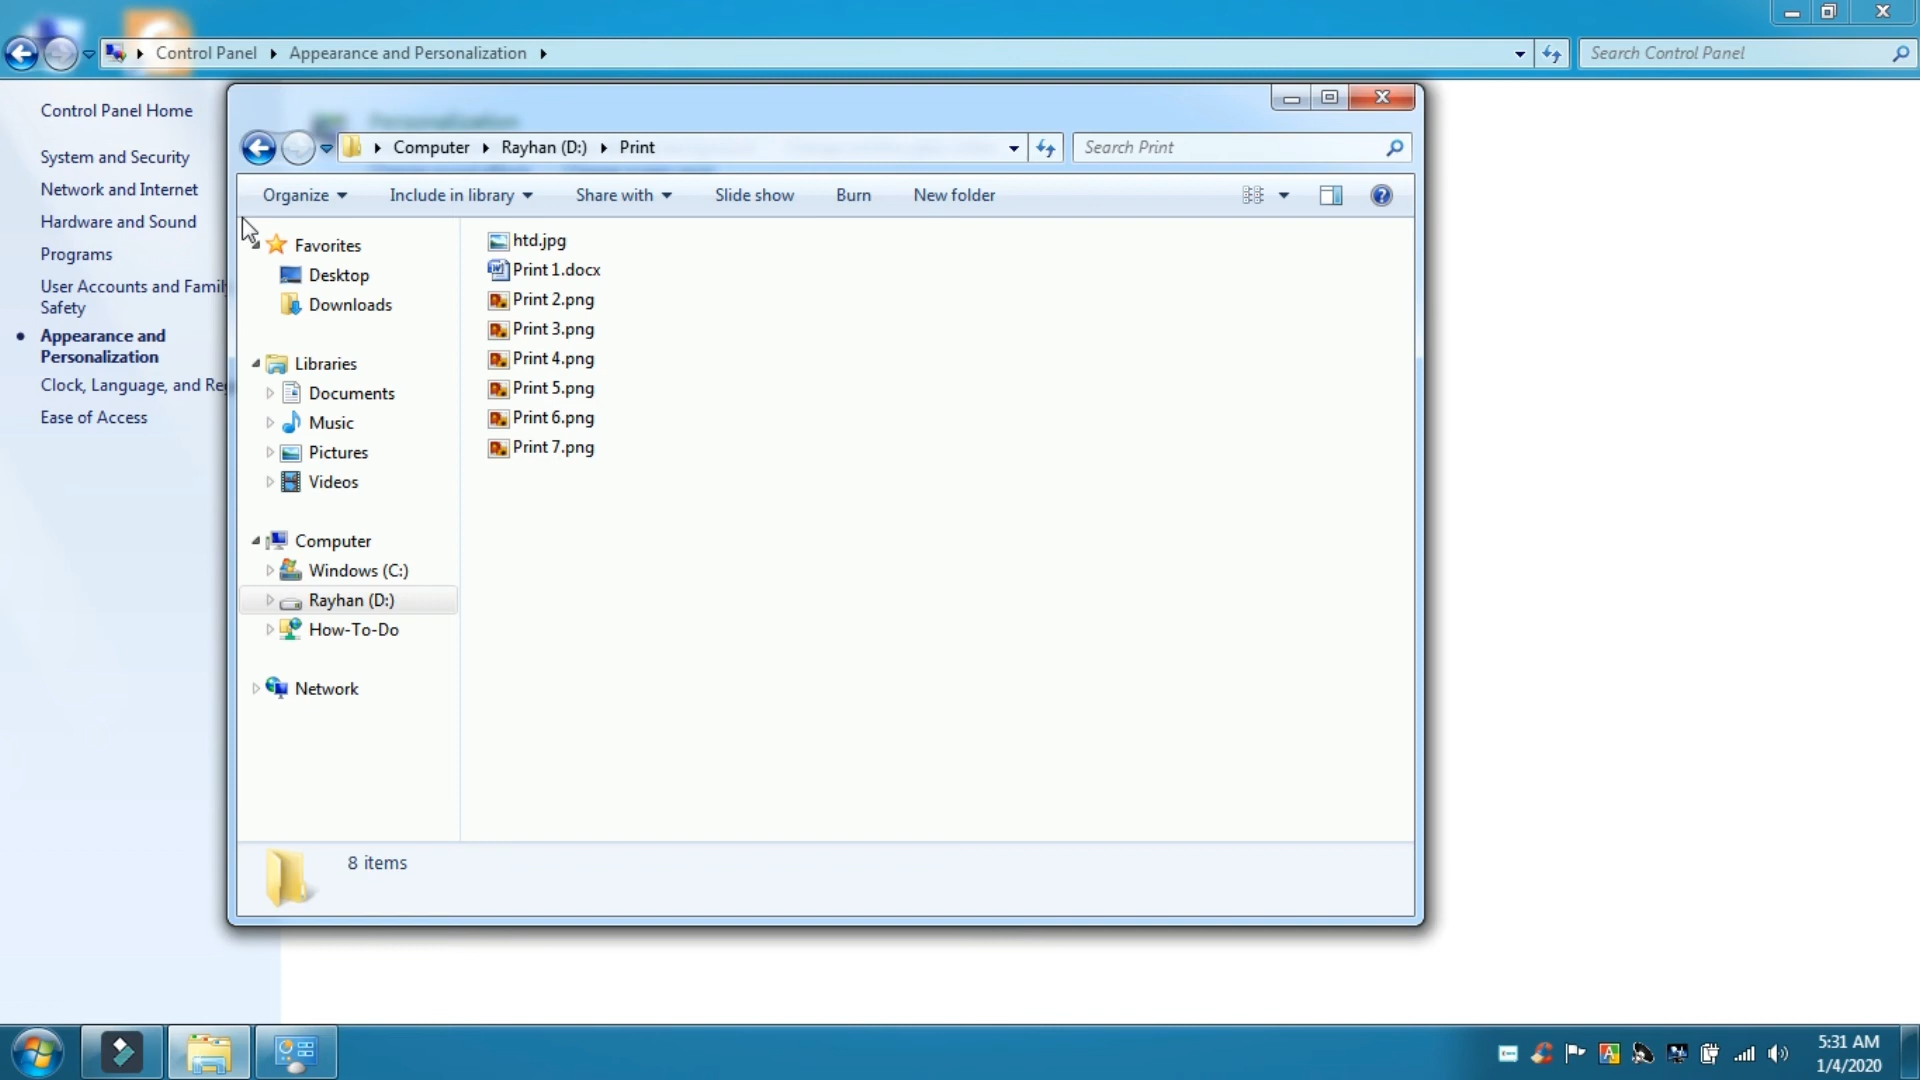 Control Panel Appearance and Personalization
Search Control Panel
Control Panel Home
System and Security
Network and Internet
Hardware and Sound
Programs
User Accounts and
Safety
Appearance and
Personalization
Clock, Language, and
Ease of Access
Personalization
Computer Rayhan (D:) Print
Search Print
Organize Include in library Share with Slide show Burn New folder
Favorites
Desktop
Downloads
Libraries
Documents
Music
Pictures
Videos
Computer
Windows (C:)
Rayhan (D:)
How-To-Do
Network
htd.jpg
Print 1.docx
Print 2.png
Print 3.png
Print 4.png
Print 5.png
Print 6.png
Print 7.png
8 items
5:31 AM
1/4/2020